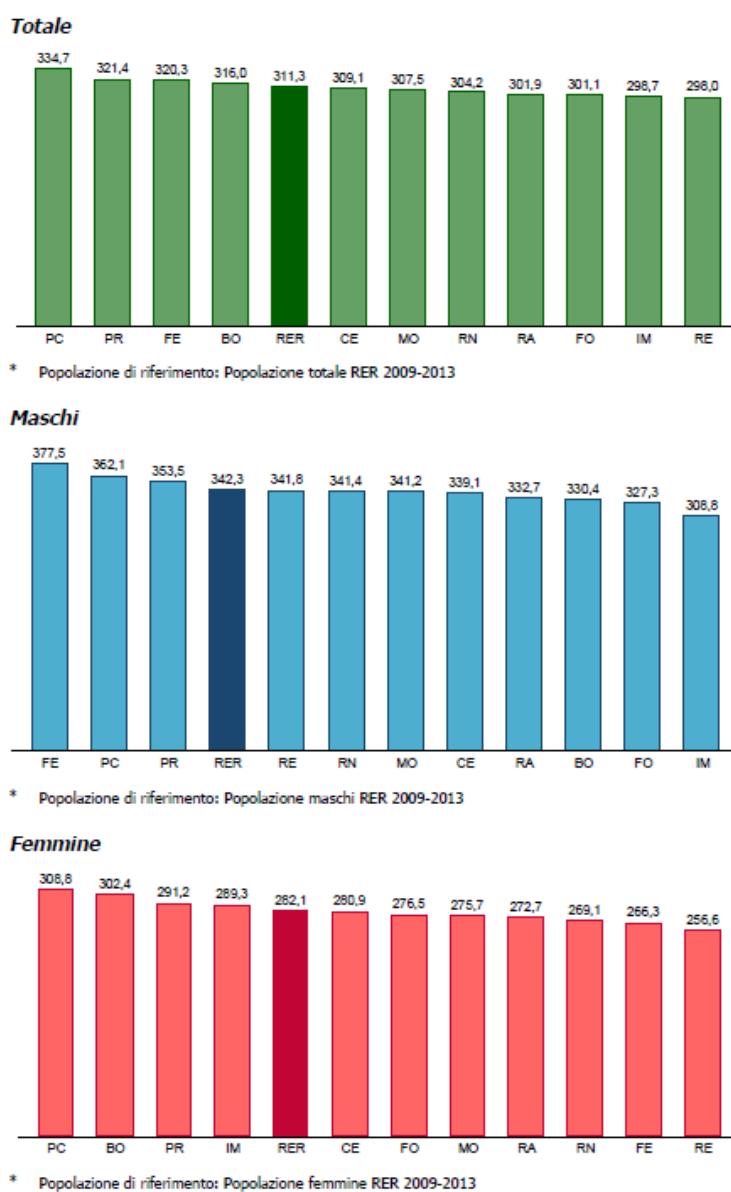 Totale
334,7 321,4 320,3 316,0 311,3 309,1 307,5 304,2 301,9 301,1 298,7 298,0
PC PR FE BO RER CE MO RN RA FO IM RE
* Popolazione di riferimento: Popolazione totale RER 2009-2013
Maschi
377,5 362,1 353,5 342,3 341,8 341,4 341,2 339,1 332,7 330,4 327,3 308,8
FE PC PR RER RE RN MO CE RA BO FO IM
* Popolazione di riferimento: Popolazione maschi RER 2009-2013
Femmine
308,8 302,4 291,2 289,3 282,1 280,9 276,5 275,7 272,7 269,1 266,3 256,6
PC BO PR IM RER CE FO MO RA RN FE RE
* Popolazione di riferimento: Popolazione femmine RER 2009-2013